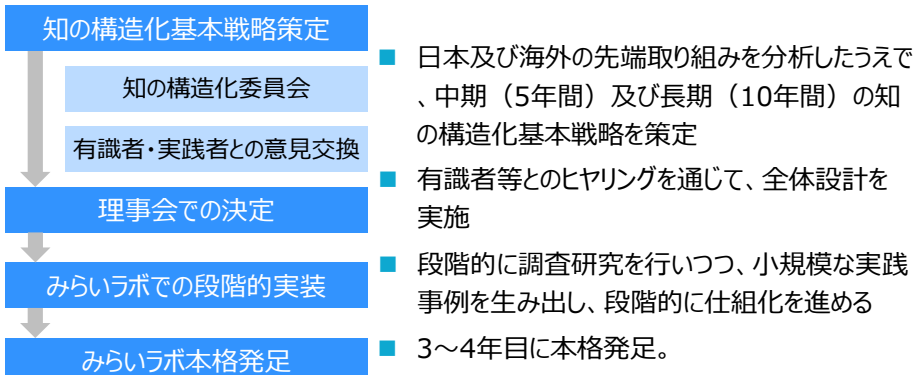 知の構造化基本戦略策定
知の構造化委員会
有識者・実践者との意見交換
理事会での決定
みらいラボでの段階的実装
みらいラボ本格発足
■ 日本及び海外の先端取り組みを分析したうえで
、中期（5年間）及び長期（10年間）の知
の構造化基本戦略を策定
■ 有識者等とのヒヤリングを通じて、全体設計を
実施
■ 段階的に調査研究を行いつつ、小規模な実践
事例を生み出し、段階的に仕組化を進める
■ 3～4年目に本格発足。